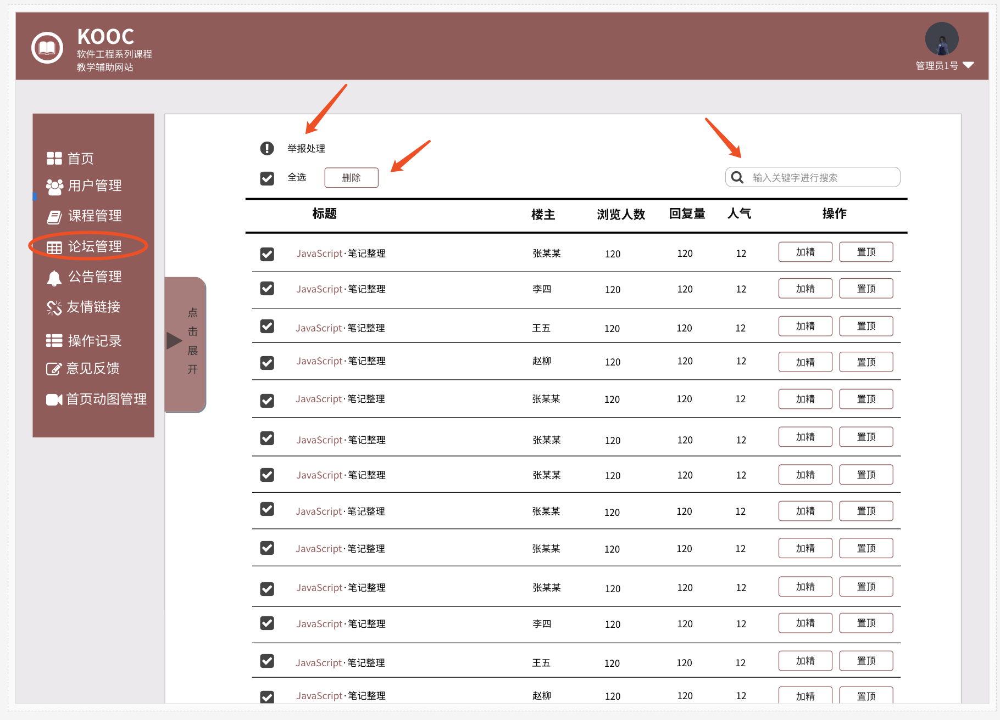 KOOC
软件工程系列课程
教学辅助网站
管理员1号
首页
用户管理
课程管理
论坛管理
公告管理
友情链接
操作记录
意见反馈
首页动图管理
点
击
展
开
举报处理
全选 删除 输入关键字进行搜索
标题 楼主 浏览人数 回复量 人气 操作
JavaScript·笔记整理 张某某 120 120 12 加精 置顶
JavaScript·笔记整理 李四 120 120 12 加精 置顶
JavaScript·笔记整理 王五 120 120 12 加精 置顶
JavaScript·笔记整理 赵柳 120 120 12 加精 置顶
JavaScript·笔记整理 张某某 120 120 12 加精 置顶
JavaScript·笔记整理 张某某 120 120 12 加精 置顶
JavaScript·笔记整理 张某某 120 120 12 加精 置顶
JavaScript·笔记整理 张某某 120 120 12 加精 置顶
JavaScript·笔记整理 张某某 120 120 12 加精 置顶
JavaScript·笔记整理 张某某 120 120 12 加精 置顶
JavaScript·笔记整理 李四 120 120 12 加精 置顶
JavaScript·笔记整理 王五 120 120 12 加精 置顶
JavaScript·笔记整理 赵柳 120 120 12 加精 置顶